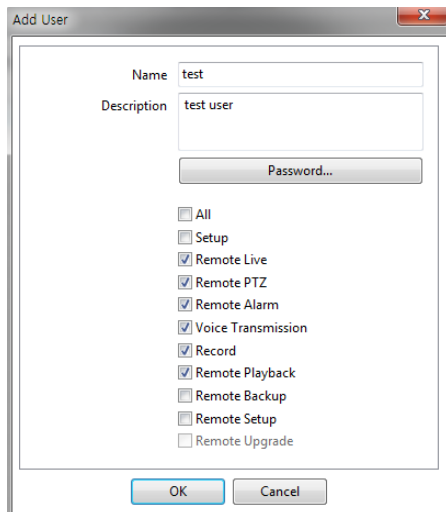 Add User
Name test
Description test user
Password...
All
Setup
Remote Live
Remote PTZ
Remote Alarm
Voice Transmission
Record
Remote Playback
Remote Backup
Remote Setup
Remote Upgrade
OK Cancel